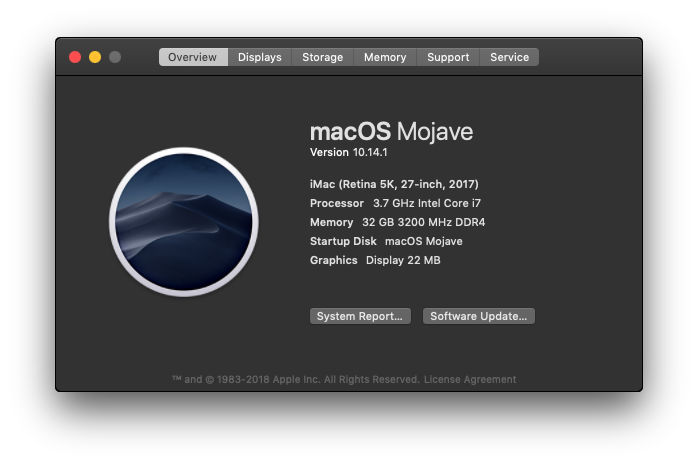 Overview Displays Storage Memory Support Service
macOS Mojave
Version 10.14.1
iMac (Retina 5K, 27-inch, 2017)
Processor 3.7 GHz Intel Core i7
Memory 32 GB 3200 MHz DDR4
Startup Disk macOS Mojave
Graphics Display 22 MB
System Report... Software Update...
™ and © 1983-2018 Apple Inc. All Rights Reserved. License Agreement